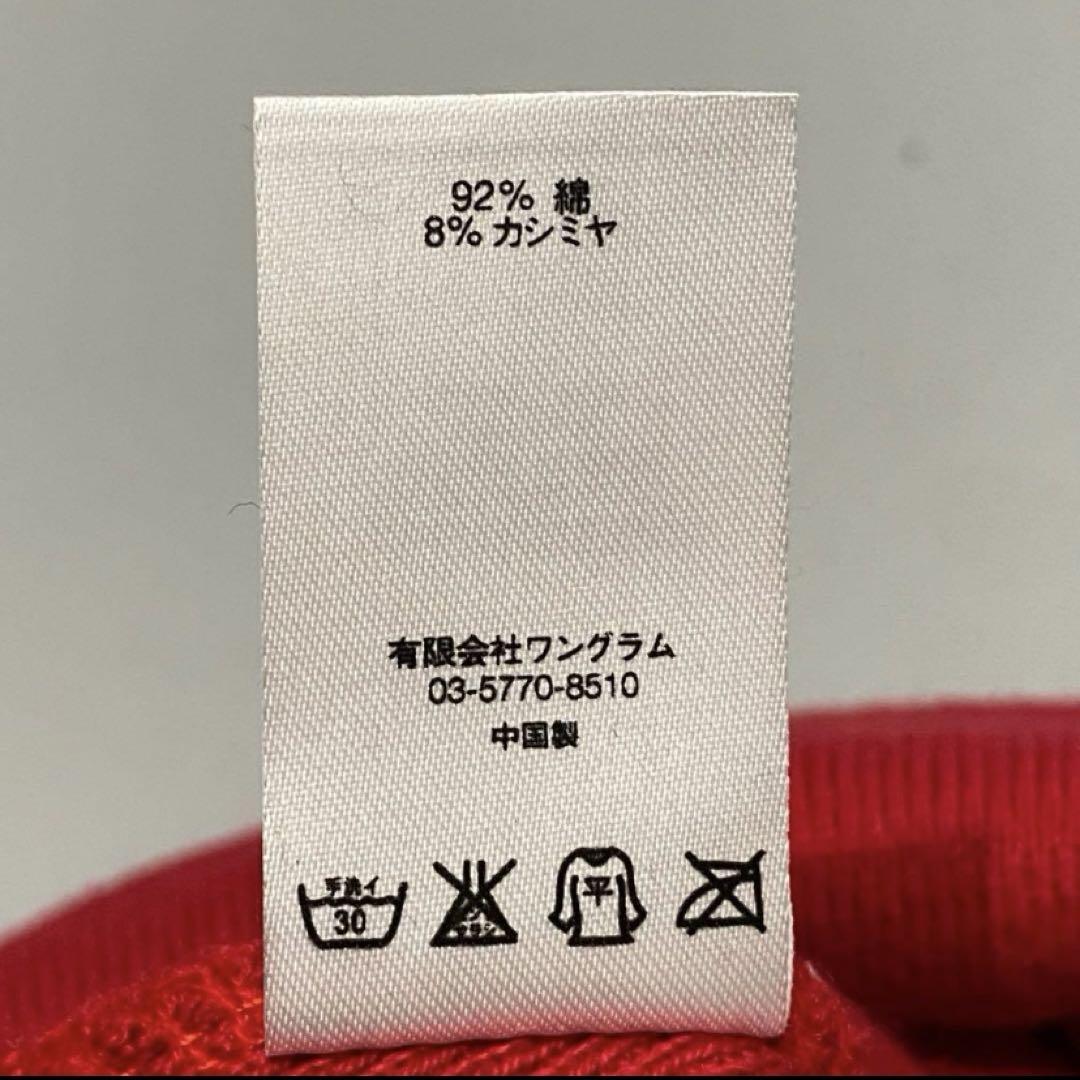 92% 綿
8% カシミヤ
有限会社ワングラム
03-5770-8510
中国製
手洗イ
30
平